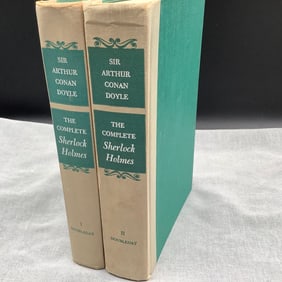 SIR
ARTHUR
CONAN
DOYLE
THE
COMPLETE
Sherlock
Holmes
I
DOUBLEDAY
SIR
ARTHUR
CONAN
DOYLE
THE
COMPLETE
Sherlock
Holmes
II
DOUBLEDAY